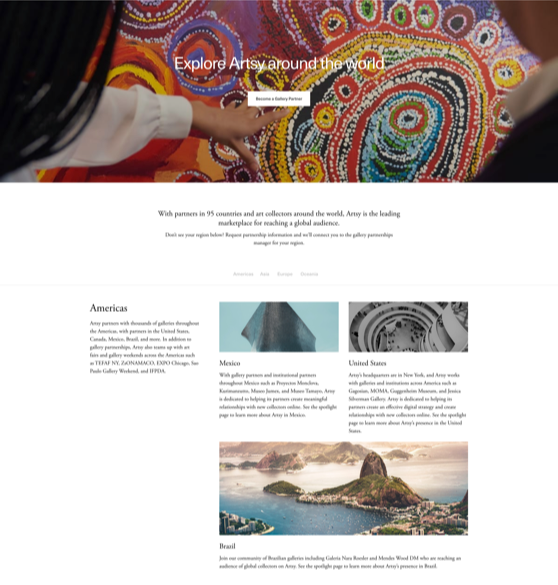 Explore Artsy around the world
Become a Gallery Partner
With partners in 95 countries and art collectors around the world, Artsy is the leading
marketplace for reaching a global audience.
Don't see your region below? Request partnership information and we'll connect you to the gallery partnerships
manager for your region.
Americas Asia Europe Oceania
Americas
Artsy partners with thousands of galleries throughout
the Americas, with partners in the United States,
Canada, Mexico, Brazil, and more. In addition to
gallery partnerships, Artsy also teams up with art
fairs and gallery weekends across the Americas such
as TEFAF NY, ZsONAMACO, EXPO Chicago, Sao
Paulo Gallery Weekend, and IFPDA.
Mexico
With gallery partners and institutional partners
throughout Mexico such as Proyectos Monclova,
Kurimanzutto, Museo Jumex, and Museo Tamayo, Artsy
is dedicated to helping its partners create meaningful
relationships with new collectors online. See the spotlight
page to learn more about Artsy in Mexico.
United States
Artsy's headquarters are in New York, and Artsy works
with galleries and institutions across America such as
Gagosian, MOMA, Guggenheim Museum, and Jessica
Silverman Gallery. Artsy is dedicated to helping its
partners create an effective digital strategy and create
relationships with new collectors online. See the spotlight
page to learn more about Artsy's presence in the United
States.
Brazil
Join our community of Brazilian galleries including Galeria Nara Roesler and Mendes Wood DM who are reaching an
audience of global collectors on Artsy. See the spotlight page to learn more about Artsy's presence in Brazil.